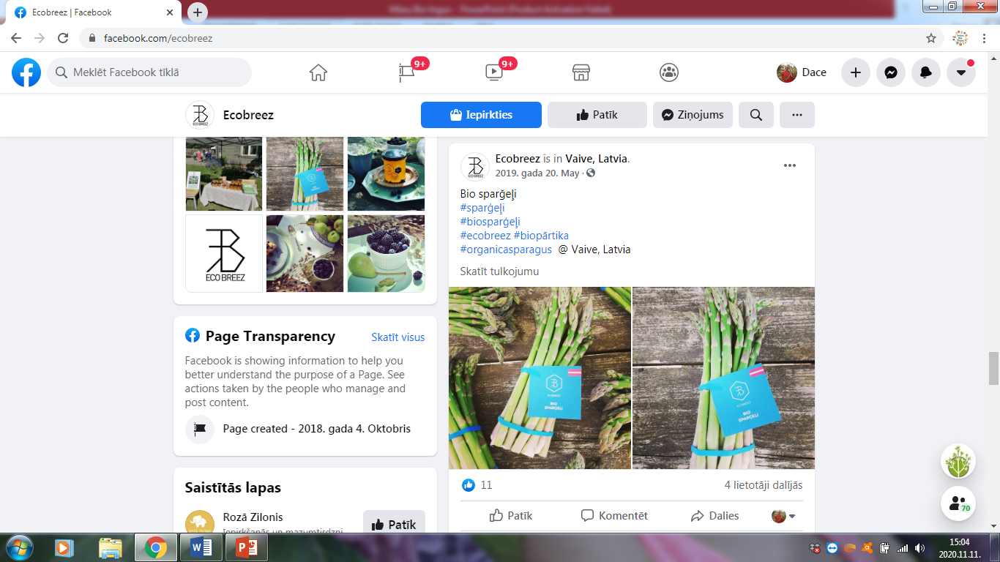 Ecobreez | Facebook
facebook.com/ecobreez
Meklēt Facebook tīklā
9+
9+
Dace
Ecobreez
Iepirkties
Patīk
Ziņojums
ECO BREEZ
Page Transparency
Skatīt visus
Facebook is showing information to help you
better understand the purpose of a Page. See
actions taken by the people who manage and
post content.
Page created - 2018. gada 4. Oktobris
Saistītās lapas
Rozā Zilonis
Iepirkšanās un mazumtirdzni
Patīk
Ecobreez is in Vaive, Latvia.
2019. gada 20. May
Bio sparğeļi
#sparģeļi
#biosparģeļi
#ecobreez #biopārtika
#organicasparagus @ Vaive, Latvia
Skatīt tulkojumu
ECOBREEZ
BIO
SPARĢEĻI
ECOBREEZ
BIO
SPARĢEĻI
11
4 lietotāji dalījās
Patīk
Komentēt
Dalies
70
15:04
2020.11.11.